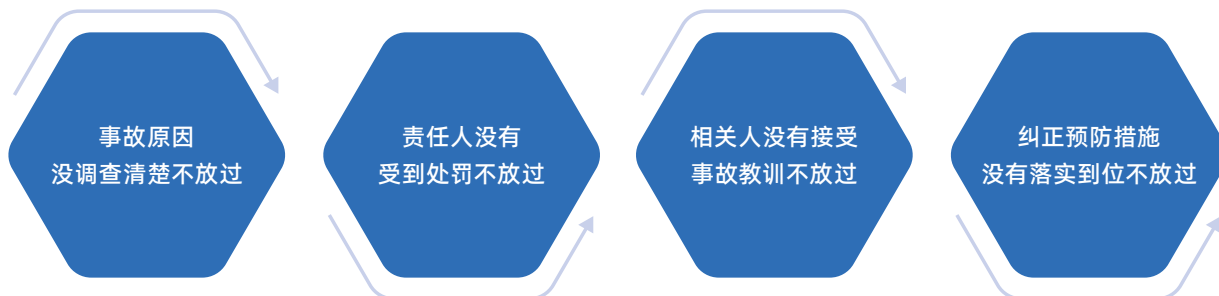 事故原因
没调查清楚不放过
责任人没有
受到处罚不放过
相关人没有接受
事故教训不放过
纠正预防措施
没有落实到位不放过